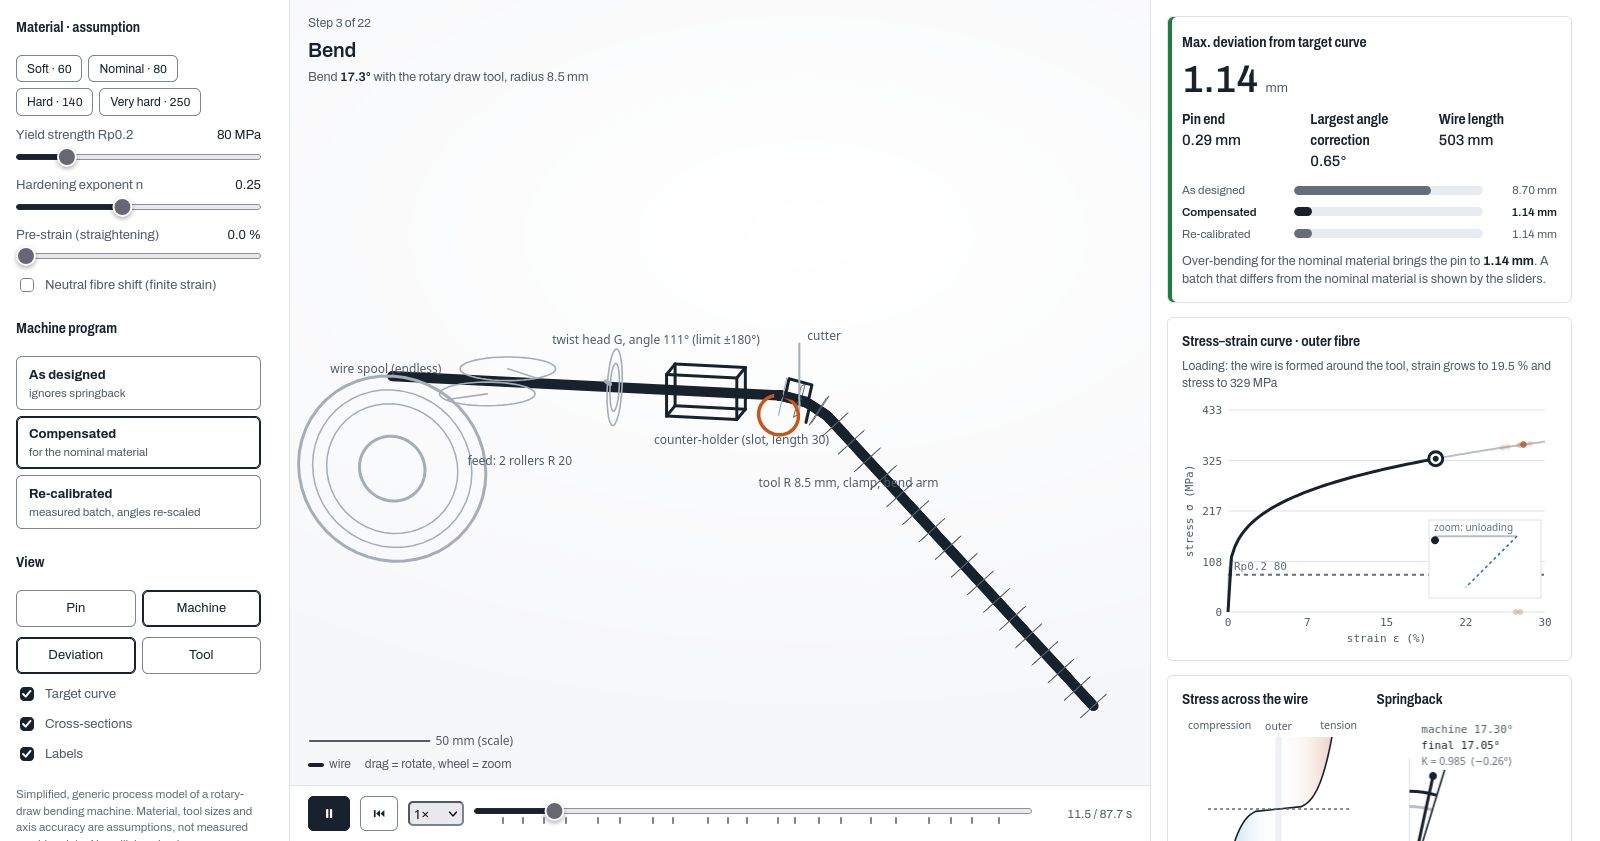 Material · assumption
Soft · 60
Nominal · 80
Hard · 140
Very hard · 250
Yield strength Rp0.2 80 MPa
Hardening exponent n 0.25
Pre-strain (straightening) 0.0 %
Neutral fibre shift (finite strain)
Machine program
As designed
ignores springback
Compensated
for the nominal material
Re-calibrated
measured batch, angles re-scaled
View
Pin
Machine
Deviation
Tool
Target curve
Cross-sections
Labels
Simplified, generic process model of a rotary-
draw bending machine. Material, tool sizes and
axis accuracy are assumptions, not measured
Step 3 of 22
Bend
Bend 17.3° with the rotary draw tool, radius 8.5 mm
twist head G, angle 111° (limit ±180°)
cutter
wire spool (endless)
counter-holder (slot, length 30)
feed: 2 rollers R 20
tool R 8.5 mm, clamp, bend arm
50 mm (scale)
wire drag = rotate, wheel = zoom
1×
11.5 / 87.7 s
Max. deviation from target curve
1.14 mm
Pin end
0.29 mm
Largest angle
correction
0.65°
Wire length
503 mm
As designed 8.70 mm
Compensated 1.14 mm
Re-calibrated 1.14 mm
Over-bending for the nominal material brings the pin to 1.14 mm. A
batch that differs from the nominal material is shown by the sliders.
Stress–strain curve · outer fibre
Loading: the wire is formed around the tool, strain grows to 19.5 % and
stress to 329 MPa
433
325
217
108
0
stress σ (MPa)
Rp0.2 80
zoom: unloading
0 7 15 22 30
strain ε (%)
Stress across the wire
compression outer tension
Springback
machine 17.30°
final 17.05°
K = 0.985 (−0.26°)